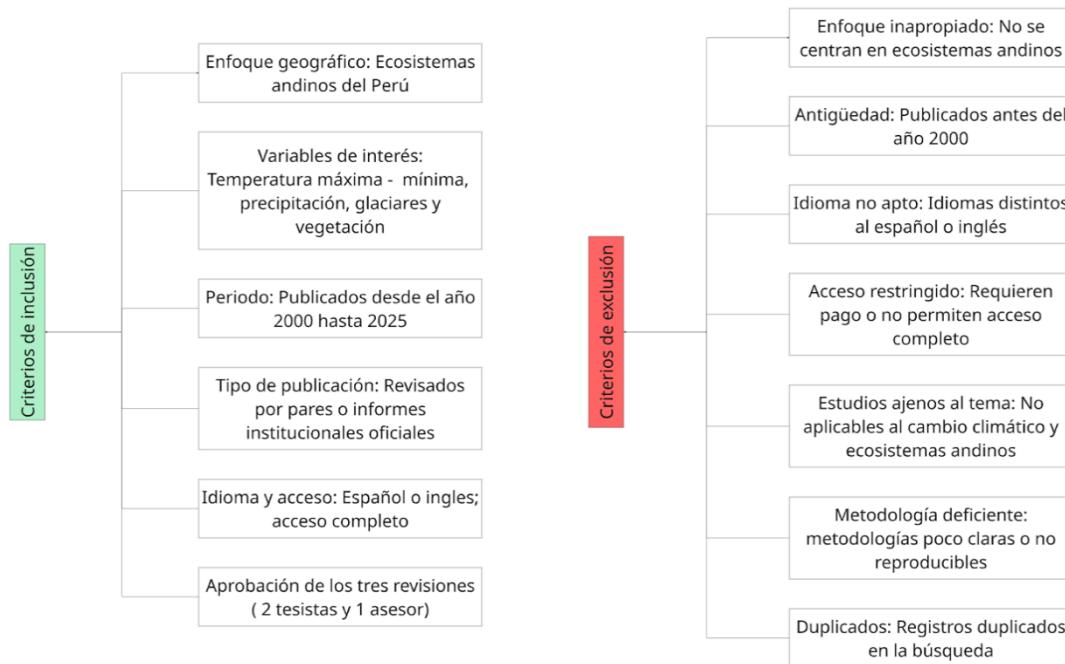 Criterios de inclusión
Enfoque geográfico: Ecosistemas
andinos del Perú
Variables de interés:
Temperatura máxima - mínima,
precipitación, glaciares y
vegetación
Periodo: Publicados desde el año
2000 hasta 2025
Tipo de publicación: Revisados
por pares o informes
institucionales oficiales
Idioma y acceso: Español o ingles;
acceso completo
Aprobación de los tres revisiones
( 2 tesistas y 1 asesor)
Criterios de exclusión
Enfoque inapropiado: No se
centran en ecosistemas andinos
Antigüedad: Publicados antes del
año 2000
Idioma no apto: Idiomas distintos
al español o inglés
Acceso restringido: Requieren
pago o no permiten acceso
completo
Estudios ajenos al tema: No
aplicables al cambio climático y
ecosistemas andinos
Metodología deficiente:
metodologías poco claras o no
reproducibles
Duplicados: Registros duplicados
en la búsqueda